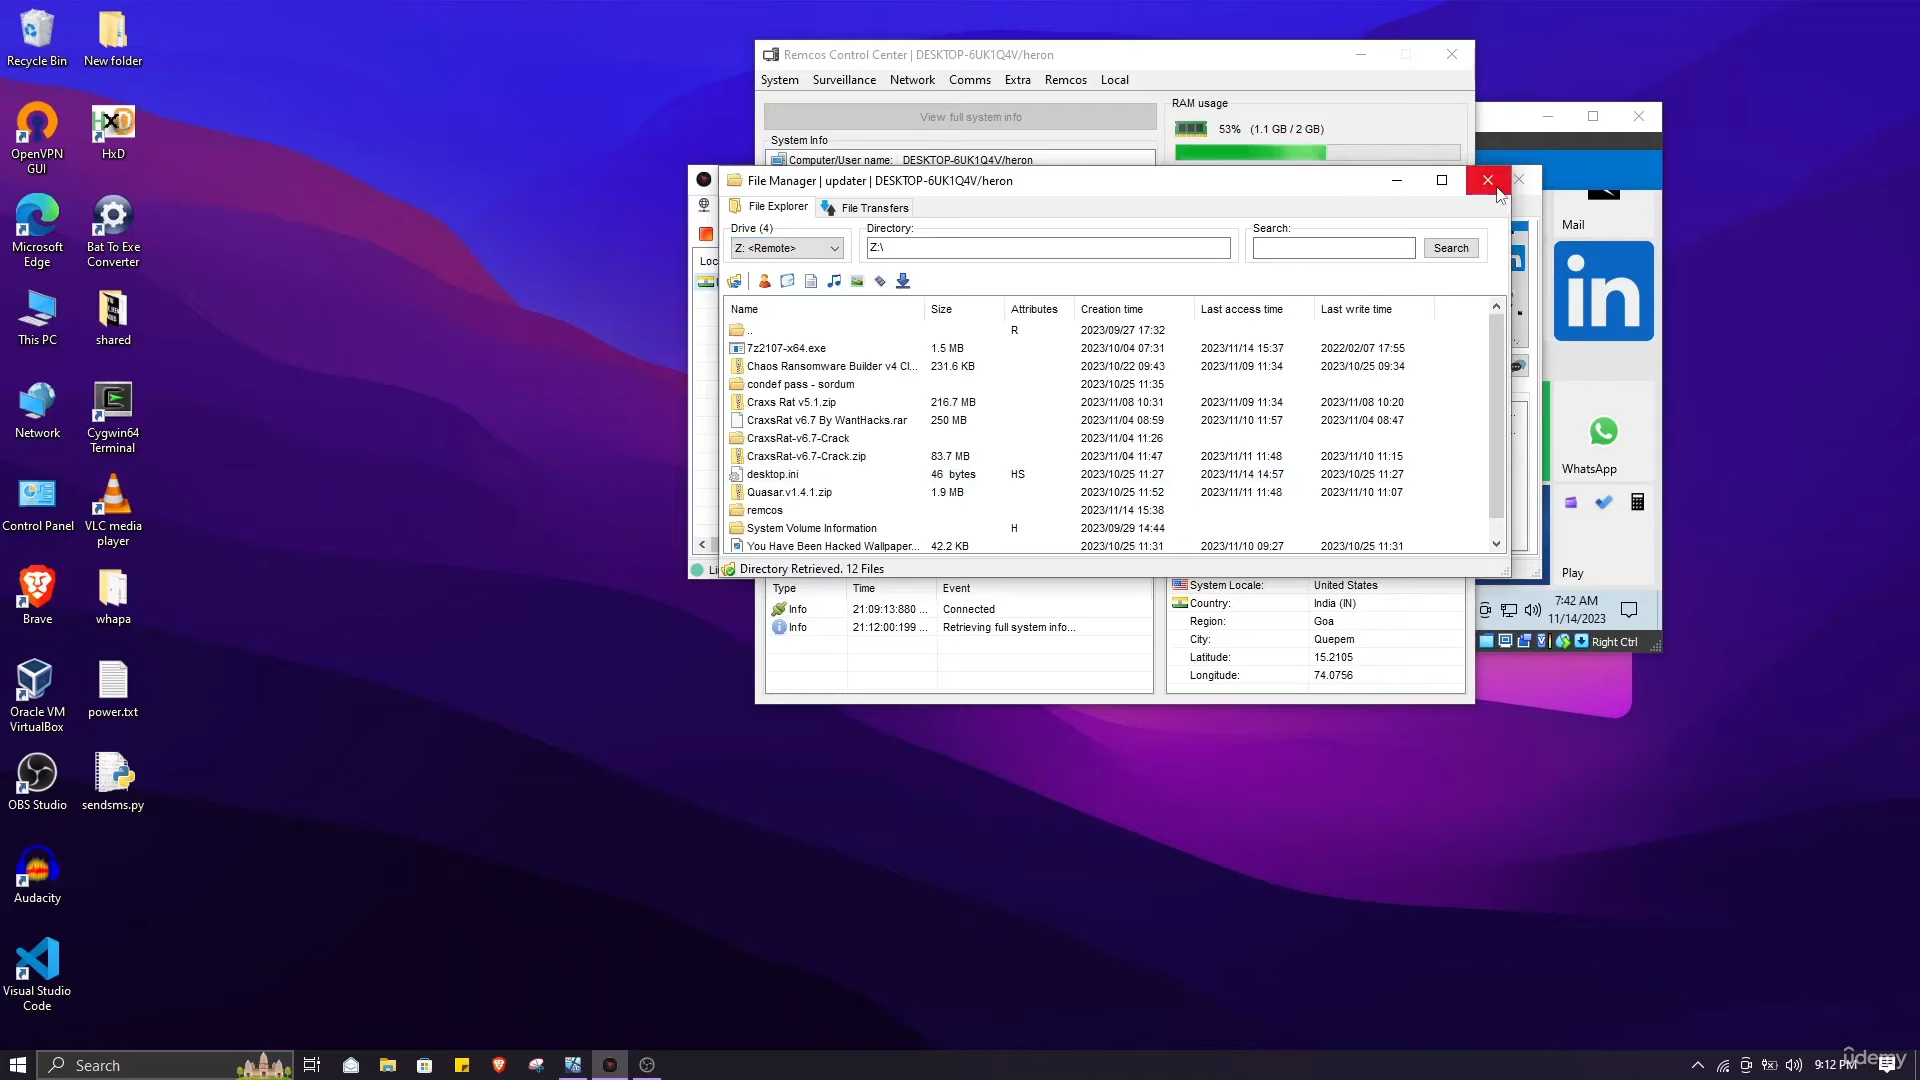 Recycle Bin
New folder
OpenVPN
GUI
HxD
Microsoft
Edge
Bat To Exe
Converter
This PC
shared
Network
Cygwin64
Terminal
Control Panel
VLC media
player
Brave
whapa
Oracle VM
VirtualBox
power.txt
OBS Studio
sendsms.py
Audacity
Visual Studio
Code
Remcos Control Center | DESKTOP-6UK1Q4V/heron
System Surveillance Network Comms Extra Remcos Local
View full system info
RAM usage
53% (1.1 GB / 2 GB)
System Info
Computer/User name: DESKTOP-6UK1Q4V/heron
File Manager | updater | DESKTOP-6UK1Q4V/heron
File Explorer File Transfers
Drive (4) Directory: Search:
Z: <Remote> Z:\ Search
Loc
Name Size Attributes Creation time Last access time Last write time
.. R 2023/09/27 17:32
7z2107-x64.exe 1.5 MB 2023/10/04 07:31 2023/11/14 15:37 2022/02/07 17:55
Chaos Ransomware Builder v4 Cl... 231.6 KB 2023/10/22 09:43 2023/11/09 11:34 2023/10/25 09:34
condef pass - sordum 2023/10/25 11:35
Craxs Rat v5.1.zip 216.7 MB 2023/11/08 10:31 2023/11/09 11:34 2023/11/08 10:20
CraxsRat v6.7 By WantHacks.rar 250 MB 2023/11/04 08:59 2023/11/10 11:57 2023/11/04 08:47
CraxsRat-v6.7-Crack 2023/11/04 11:26
CraxsRat-v6.7-Crack.zip 83.7 MB 2023/11/04 11:47 2023/11/11 11:48 2023/11/10 11:15
desktop.ini 46 bytes HS 2023/10/25 11:27 2023/11/14 14:57 2023/10/25 11:27
Quasar.v1.4.1.zip 1.9 MB 2023/10/25 11:52 2023/11/11 11:48 2023/11/10 11:07
remcos 2023/11/14 15:38
System Volume Information H 2023/09/29 14:44
You Have Been Hacked Wallpaper... 42.2 KB 2023/10/25 11:31 2023/11/10 09:27 2023/10/25 11:31
Li
Directory Retrieved. 12 Files
Type Time Event
Info 21:09:13:880 ... Connected
Info 21:12:00:199 ... Retrieving full system info...
System Locale: United States
Country: India (IN)
Region: Goa
City: Quepem
Latitude: 15.2105
Longitude: 74.0756
Mail
in
WhatsApp
Play
7:42 AM
11/14/2023
Right Ctrl
Search
9:12 PM
ûdemy